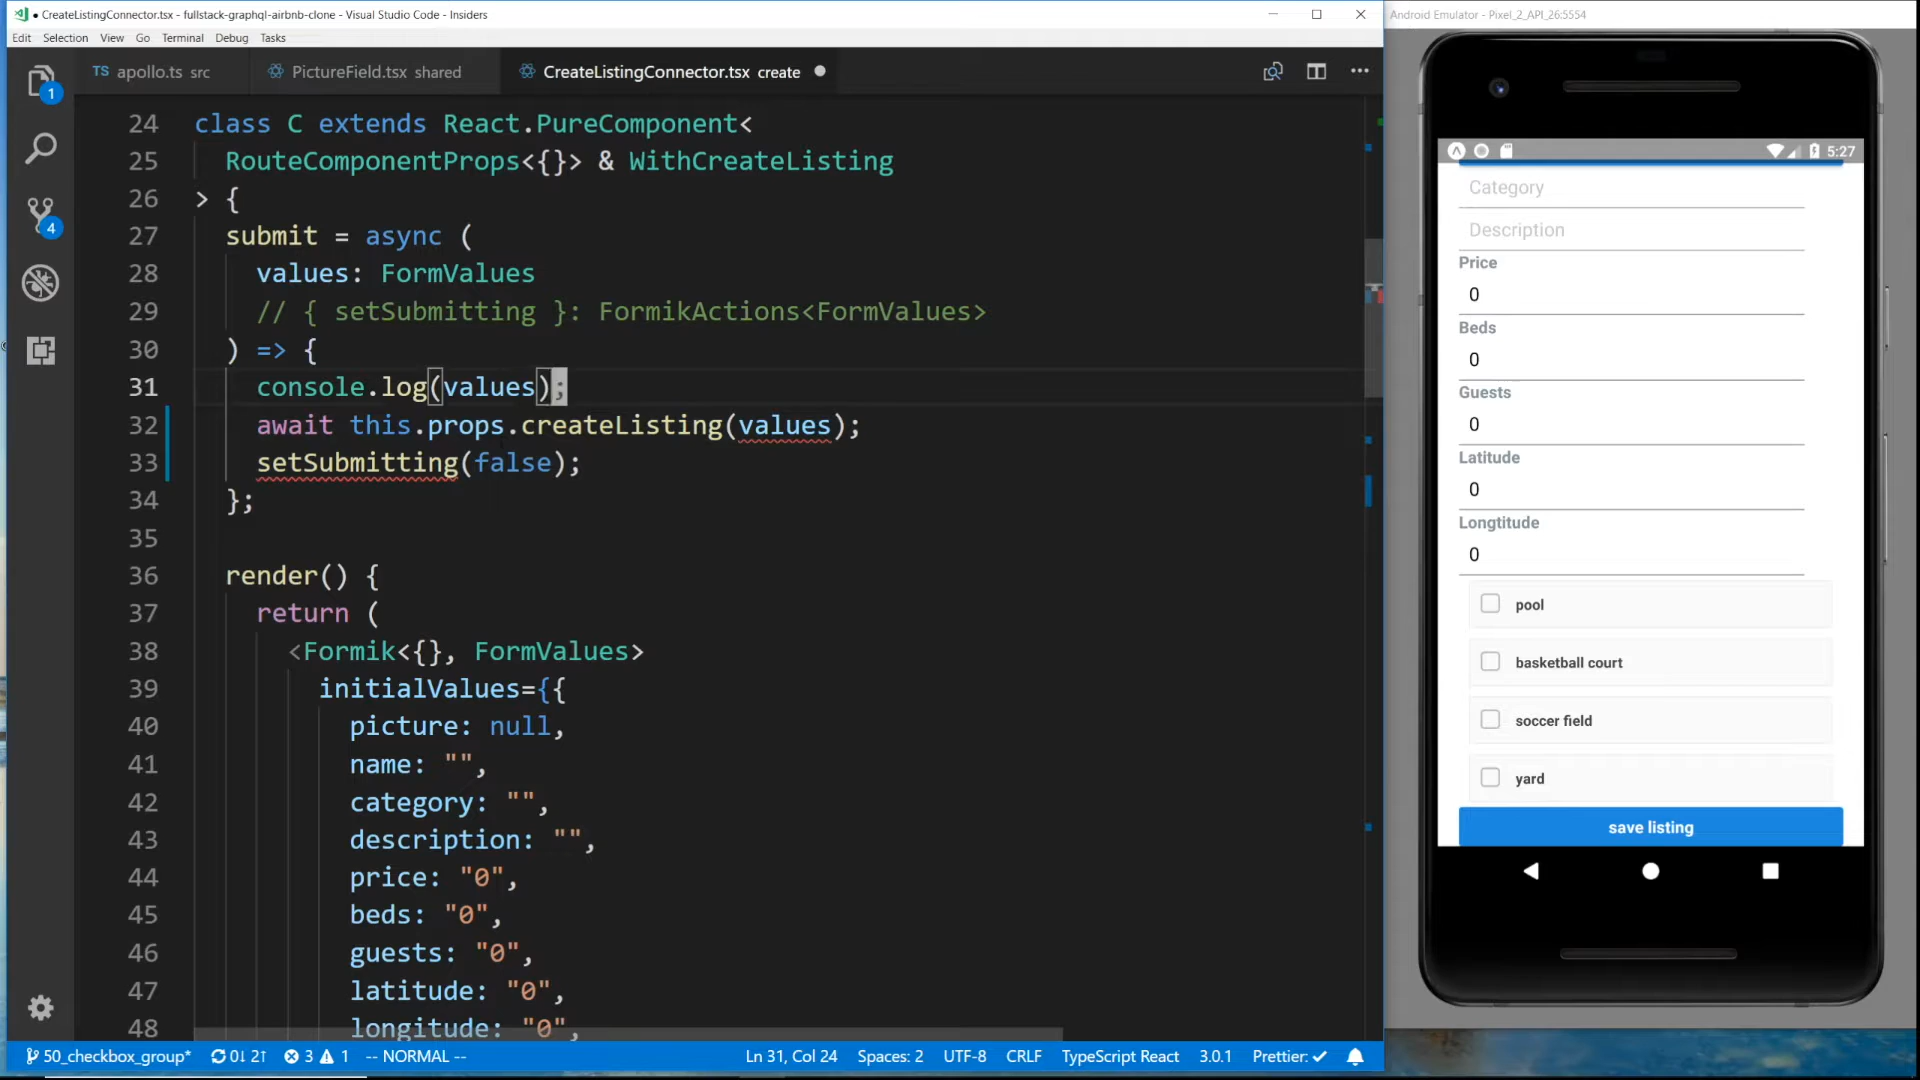 CreateListingConnector.tsx - fullstack-graphql-airbnb-clone - Visual Studio Code - Insiders
Edit Selection View Go Terminal Debug Tasks
TS apollo.ts src
PictureField.tsx shared
CreateListingConnector.tsx create
1
4
24 class C extends React.PureComponent<
25 RouteComponentProps<{}> & WithCreateListing
26 > {
27 submit = async (
28 values: FormValues
29 // { setSubmitting }: FormikActions<FormValues>
30 ) => {
31 console.log(values);
32 await this.props.createListing(values);
33 setSubmitting(false);
34 };
35
36 render() {
37 return (
38 <Formik<{}, FormValues>
39 initialValues={{
40 picture: null,
41 name: "",
42 category: "",
43 description: "",
44 price: "0",
45 beds: "0",
46 guests: "0",
47 latitude: "0",
48 longitude: "0",
50_checkbox_group* 0↓ 2↑ 3 1 -- NORMAL -- Ln 31, Col 24 Spaces: 2 UTF-8 CRLF TypeScript React 3.0.1 Prettier: ✓
Android Emulator - Pixel_2_API_26:5554
5:27
Category
Description
Price
0
Beds
0
Guests
0
Latitude
0
Longtitude
0
pool
basketball court
soccer field
yard
save listing